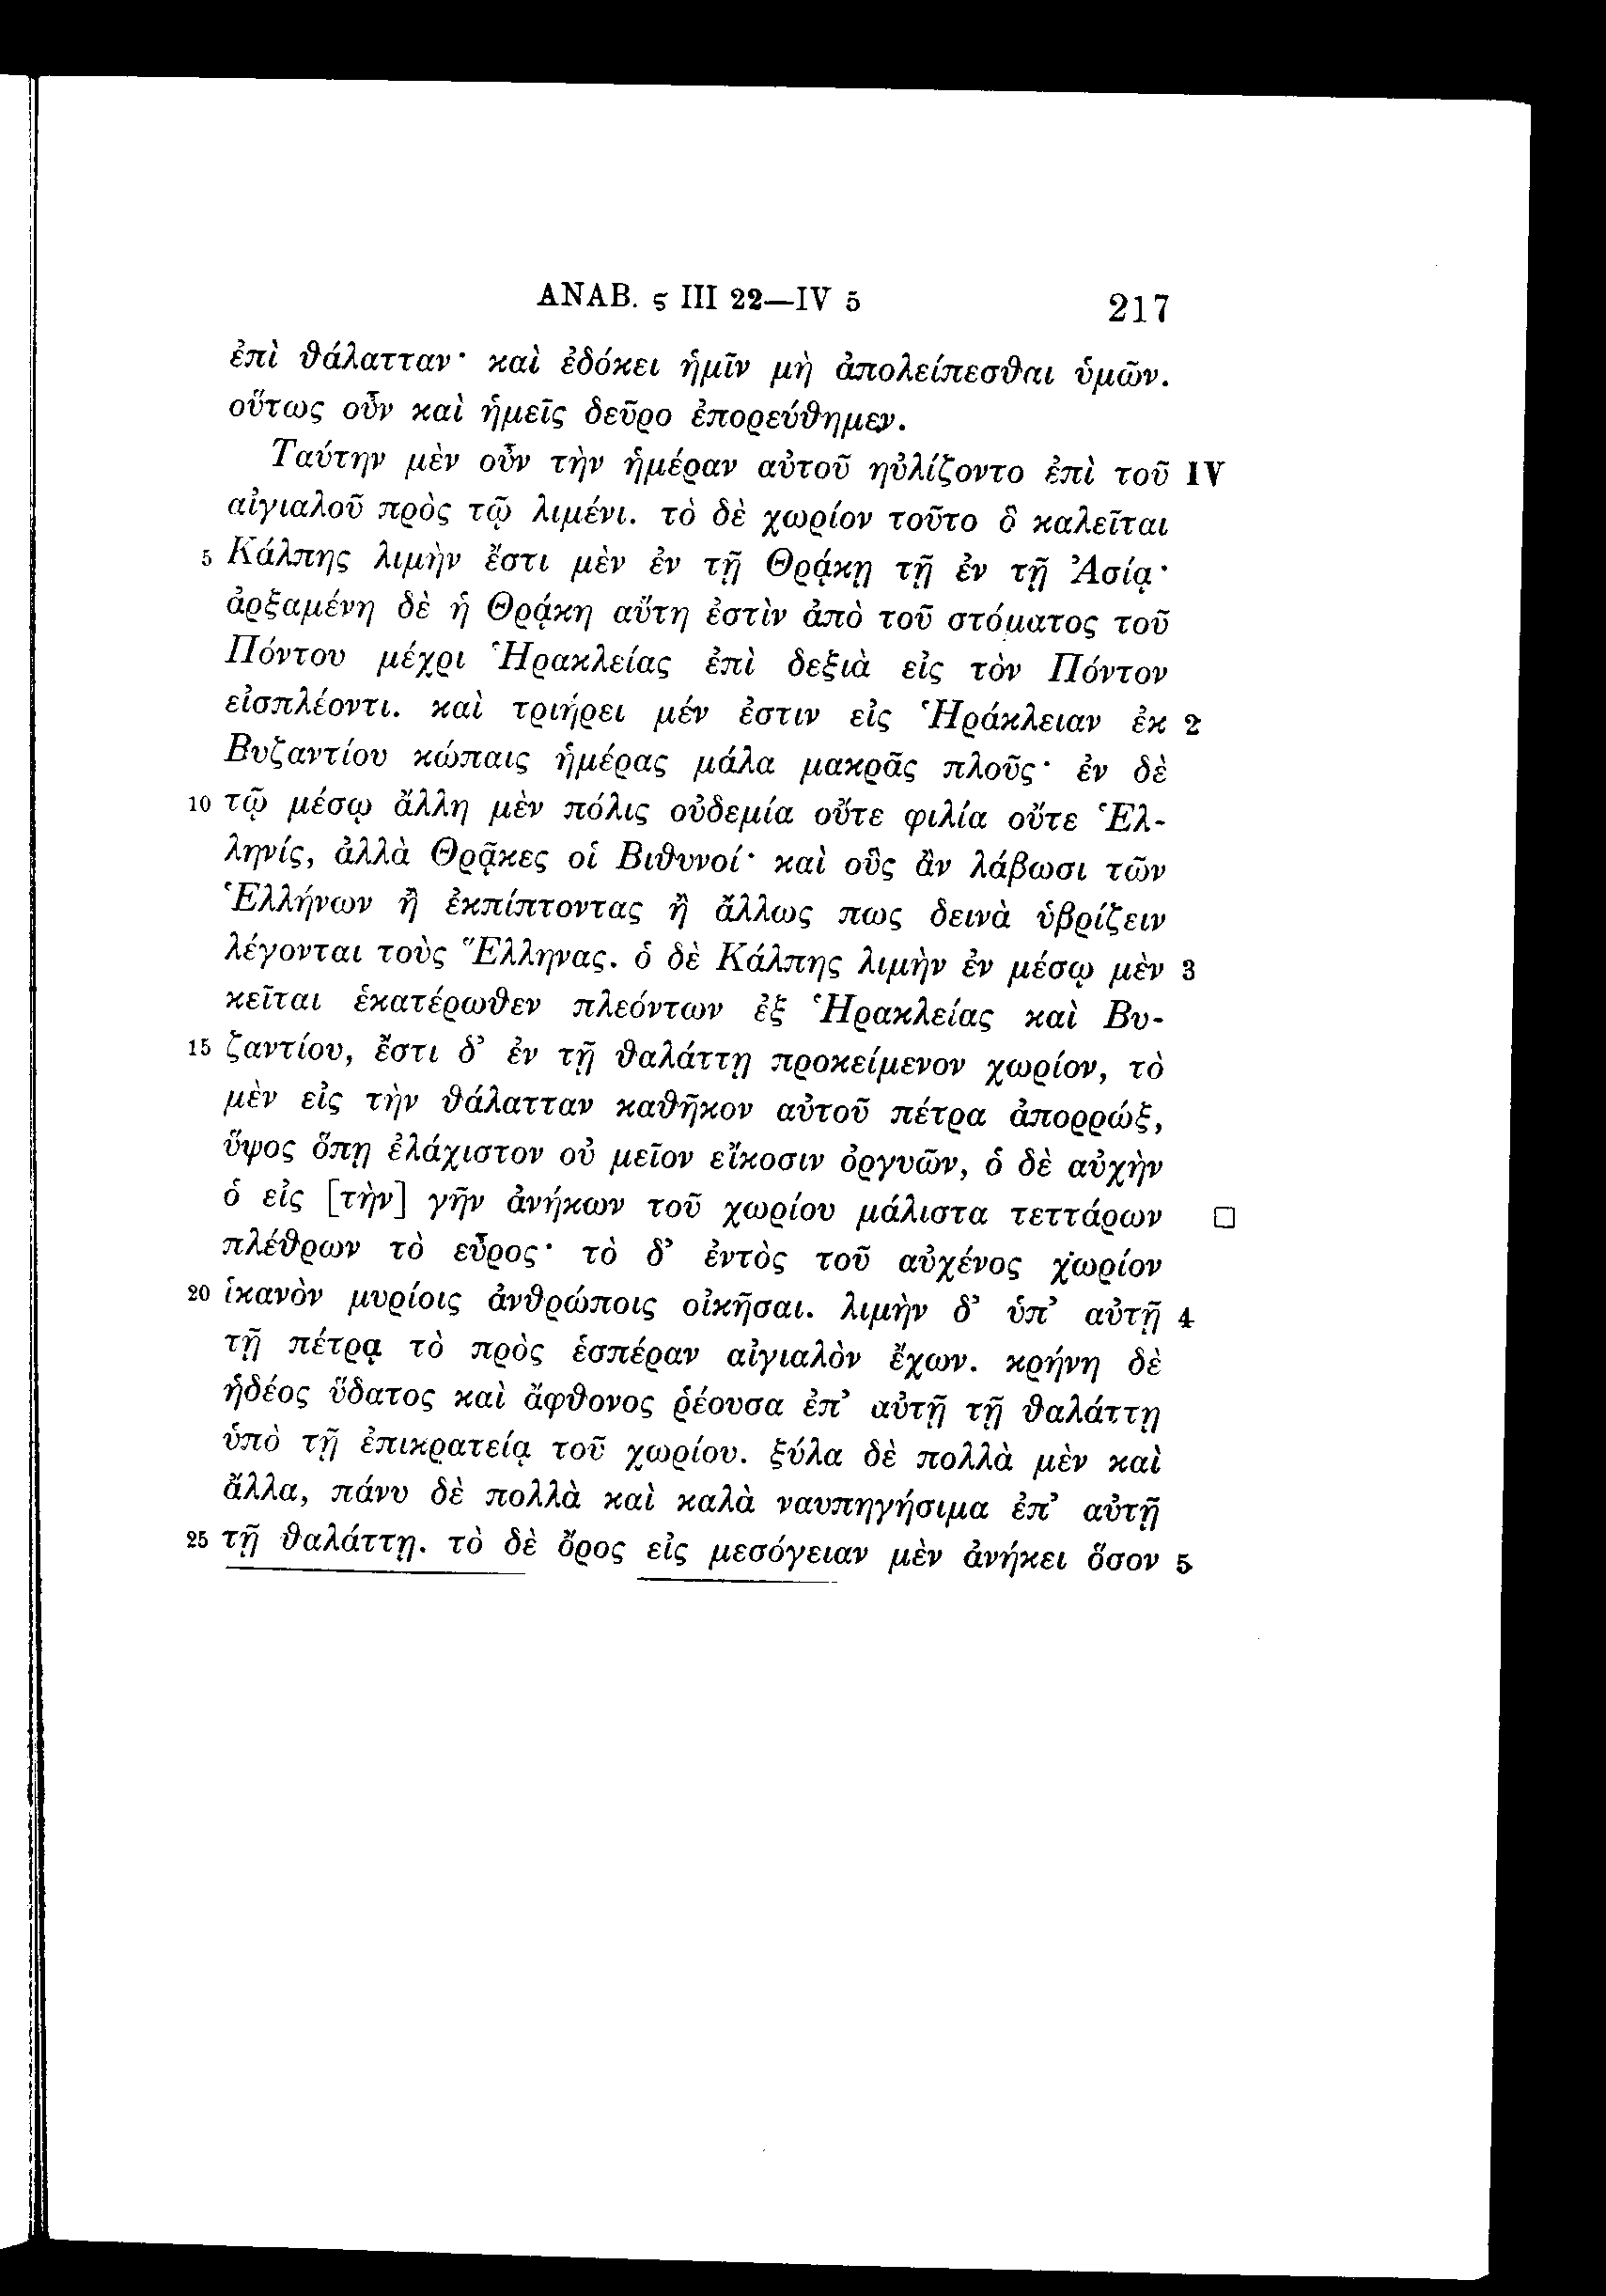 ΑΝΑΒ. ϛ III 22—IV 5 217
ἐπὶ θάλατταν· καὶ ἐδόκει ἡμῖν μὴ ἀπολείπεσθαι ὑμῶν.
οὕτως οὖν καὶ ἡμεῖς δεῦρο ἐπορεύθημεν.
Ταύτην μὲν οὖν τὴν ἡμέραν αὐτοῦ ηὐλίζοντο ἐπὶ τοῦ IV
αἰγιαλοῦ πρὸς τῷ λιμένι. τὸ δὲ χωρίον τοῦτο ὃ καλεῖται
5 Κάλπης λιμὴν ἔστι μὲν ἐν τῇ Θρᾴκῃ τῇ ἐν τῇ Ἀσίᾳ·
ἀρξαμένη δὲ ἡ Θρᾴκη αὕτη ἐστὶν ἀπὸ τοῦ στόματος τοῦ
Πόντου μέχρι Ἡρακλείας ἐπὶ δεξιὰ εἰς τὸν Πόντον
εἰσπλέοντι. καὶ τριήρει μέν ἐστιν εἰς Ἡράκλειαν ἐκ 2
Βυζαντίου κώπαις ἡμέρας μάλα μακρᾶς πλοῦς· ἐν δὲ
10 τῷ μέσῳ ἄλλη μὲν πόλις οὐδεμία οὔτε φιλία οὔτε Ἑλ-
ληνίς, ἀλλὰ Θρᾷκες οἱ Βιθυνοί· καὶ οὓς ἂν λάβωσι τῶν
Ἑλλήνων ἢ ἐκπίπτοντας ἢ ἄλλως πως δεινὰ ὑβρίζειν
λέγονται τοὺς Ἕλληνας. ὁ δὲ Κάλπης λιμὴν ἐν μέσῳ μὲν 3
κεῖται ἑκατέρωθεν πλεόντων ἐξ Ἡρακλείας καὶ Βυ-
15 ζαντίου, ἔστι δ’ ἐν τῇ θαλάττῃ προκείμενον χωρίον, τὸ
μὲν εἰς τὴν θάλατταν καθῆκον αὐτοῦ πέτρα ἀπορρώξ,
ὕψος ὅπῃ ἐλάχιστον οὐ μεῖον εἴκοσιν ὀργυῶν, ὁ δὲ αὐχὴν
ὁ εἰς [τὴν] γῆν ἀνήκων τοῦ χωρίου μάλιστα τεττάρων □
πλέθρων τὸ εὖρος· τὸ δ’ ἐντὸς τοῦ αὐχένος χωρίον
20 ἱκανὸν μυρίοις ἀνθρώποις οἰκῆσαι. λιμὴν δ’ ὑπ’ αὐτῇ 4
τῇ πέτρᾳ τὸ πρὸς ἑσπέραν αἰγιαλὸν ἔχων. κρήνη δὲ
ἡδέος ὕδατος καὶ ἄφθονος ῥέουσα ἐπ’ αὐτῇ τῇ θαλάττῃ
ὑπὸ τῇ ἐπικρατείᾳ τοῦ χωρίου. ξύλα δὲ πολλὰ μὲν καὶ
ἄλλα, πάνυ δὲ πολλὰ καὶ καλὰ ναυπηγήσιμα ἐπ’ αὐτῇ
25 τῇ θαλάττῃ. τὸ δὲ ὄρος εἰς μεσόγειαν μὲν ἀνήκει ὅσον 5